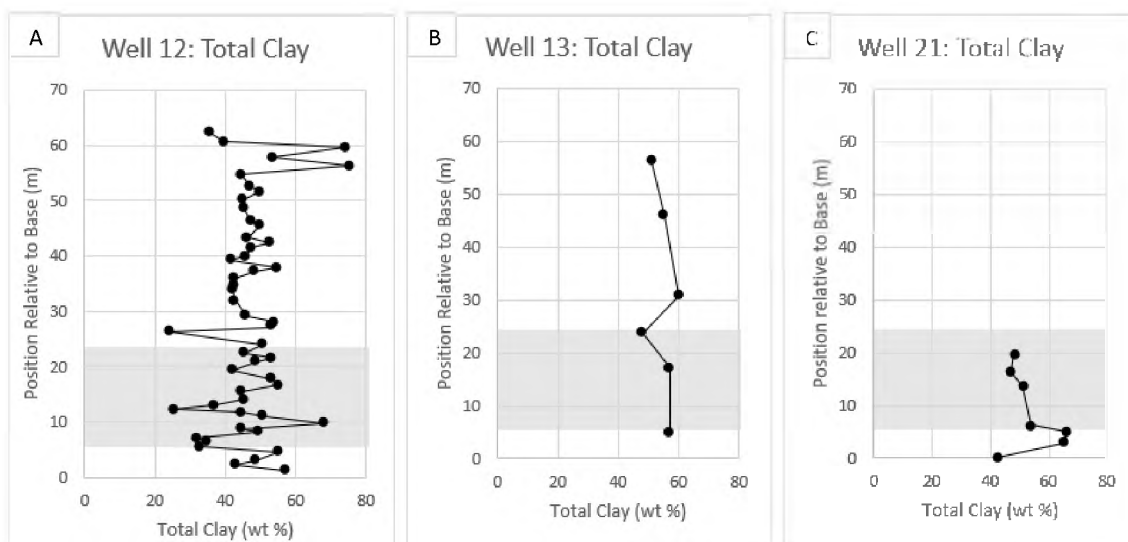 A
Well 12: Total Clay
Position Relative to Base (m)
70
60
50
40
30
20
10
0
0 20 40 60 80
Total Clay (wt %)
B
Well 13: Total Clay
Position Relative to Base (m)
70
60
50
40
30
20
10
0
0 20 40 60 80
Total Clay (wt %)
C
Well 21: Total Clay
Position relative to Base (m)
70
60
50
40
30
20
10
0
0 20 40 60 80
Total Clay (wt %)